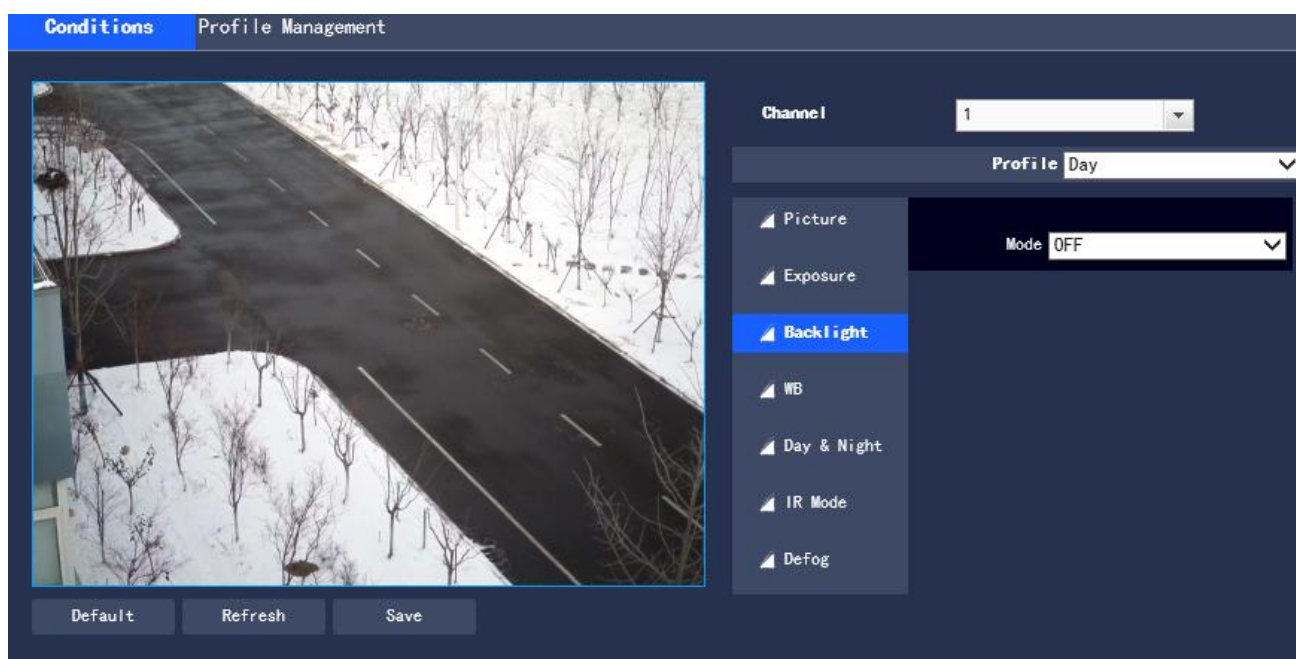 Conditions Profile Management
Channel 1
Profile Day
Picture
Mode OFF
Exposure
Backlight
WB
Day & Night
IR Mode
Defog
Default Refresh Save